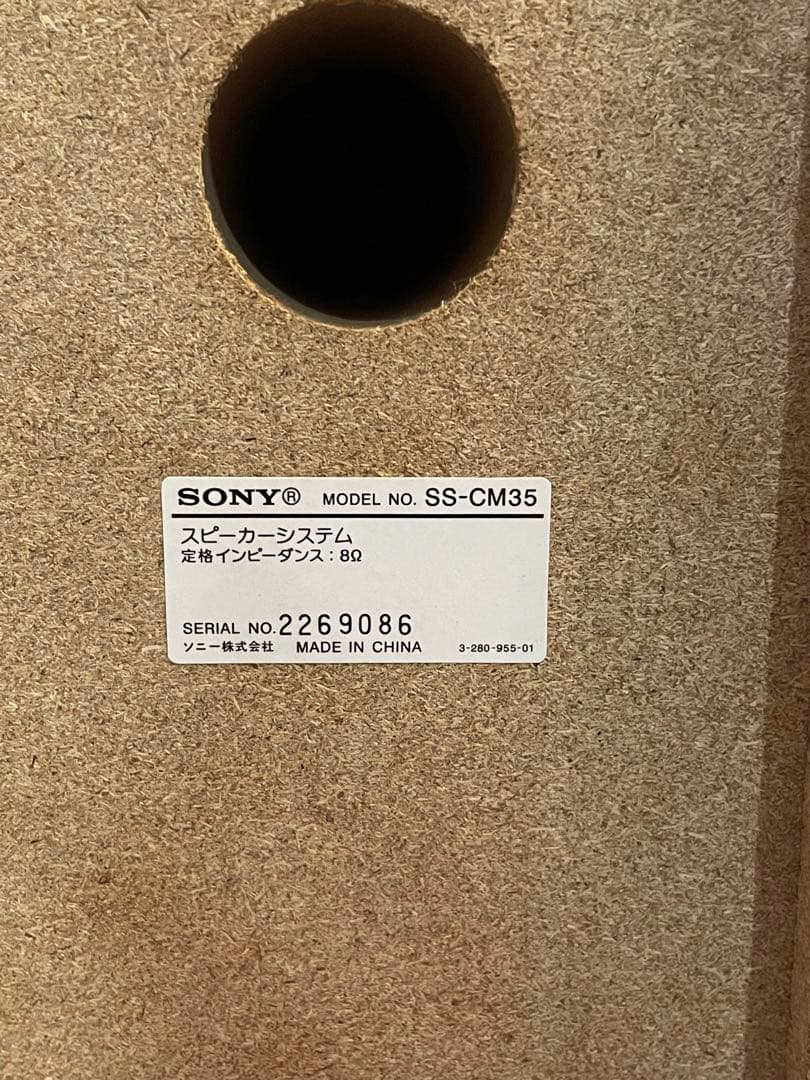 SONY® MODEL NO. SS-CM35
スピーカーシステム
定格インピーダンス：8Ω
SERIAL NO. 2269086
ソニー株式会社 MADE IN CHINA 3-280-955-01